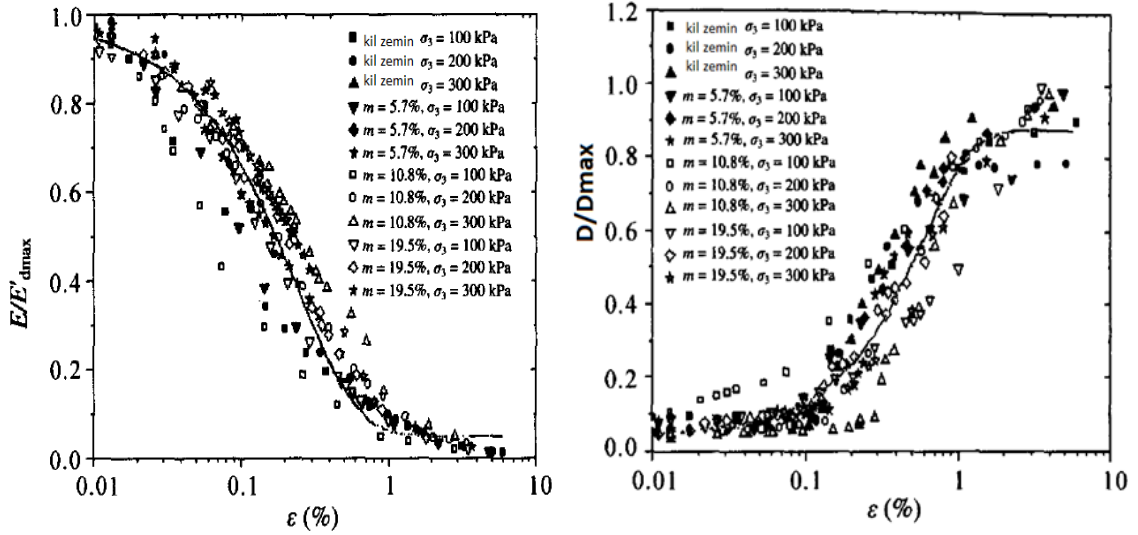 E/E'dmax
1.0
0.8
0.6
0.4
0.2
0.0
0.01
0.1
1
10
ε (%)
kil zemin σ3 = 100 kPa
kil zemin σ3 = 200 kPa
kil zemin σ3 = 300 kPa
m = 5.7%, σ3 = 100 kPa
m = 5.7%, σ3 = 200 kPa
m = 5.7%, σ3 = 300 kPa
m = 10.8%, σ3 = 100 kPa
m = 10.8%, σ3 = 200 kPa
m = 10.8%, σ3 = 300 kPa
m = 19.5%, σ3 = 100 kPa
m = 19.5%, σ3 = 200 kPa
m = 19.5%, σ3 = 300 kPa
D/Dmax
1.2
1.0
0.8
0.6
0.4
0.2
0.0
0.01
0.1
1
10
ε (%)
kil zemin σ3 = 100 kPa
kil zemin σ3 = 200 kPa
kil zemin σ3 = 300 kPa
m = 5.7%, σ3 = 100 kPa
m = 5.7%, σ3 = 200 kPa
m = 5.7%, σ3 = 300 kPa
m = 10.8%, σ3 = 100 kPa
m = 10.8%, σ3 = 200 kPa
m = 10.8%, σ3 = 300 kPa
m = 19.5%, σ3 = 100 kPa
m = 19.5%, σ3 = 200 kPa
m = 19.5%, σ3 = 300 kPa